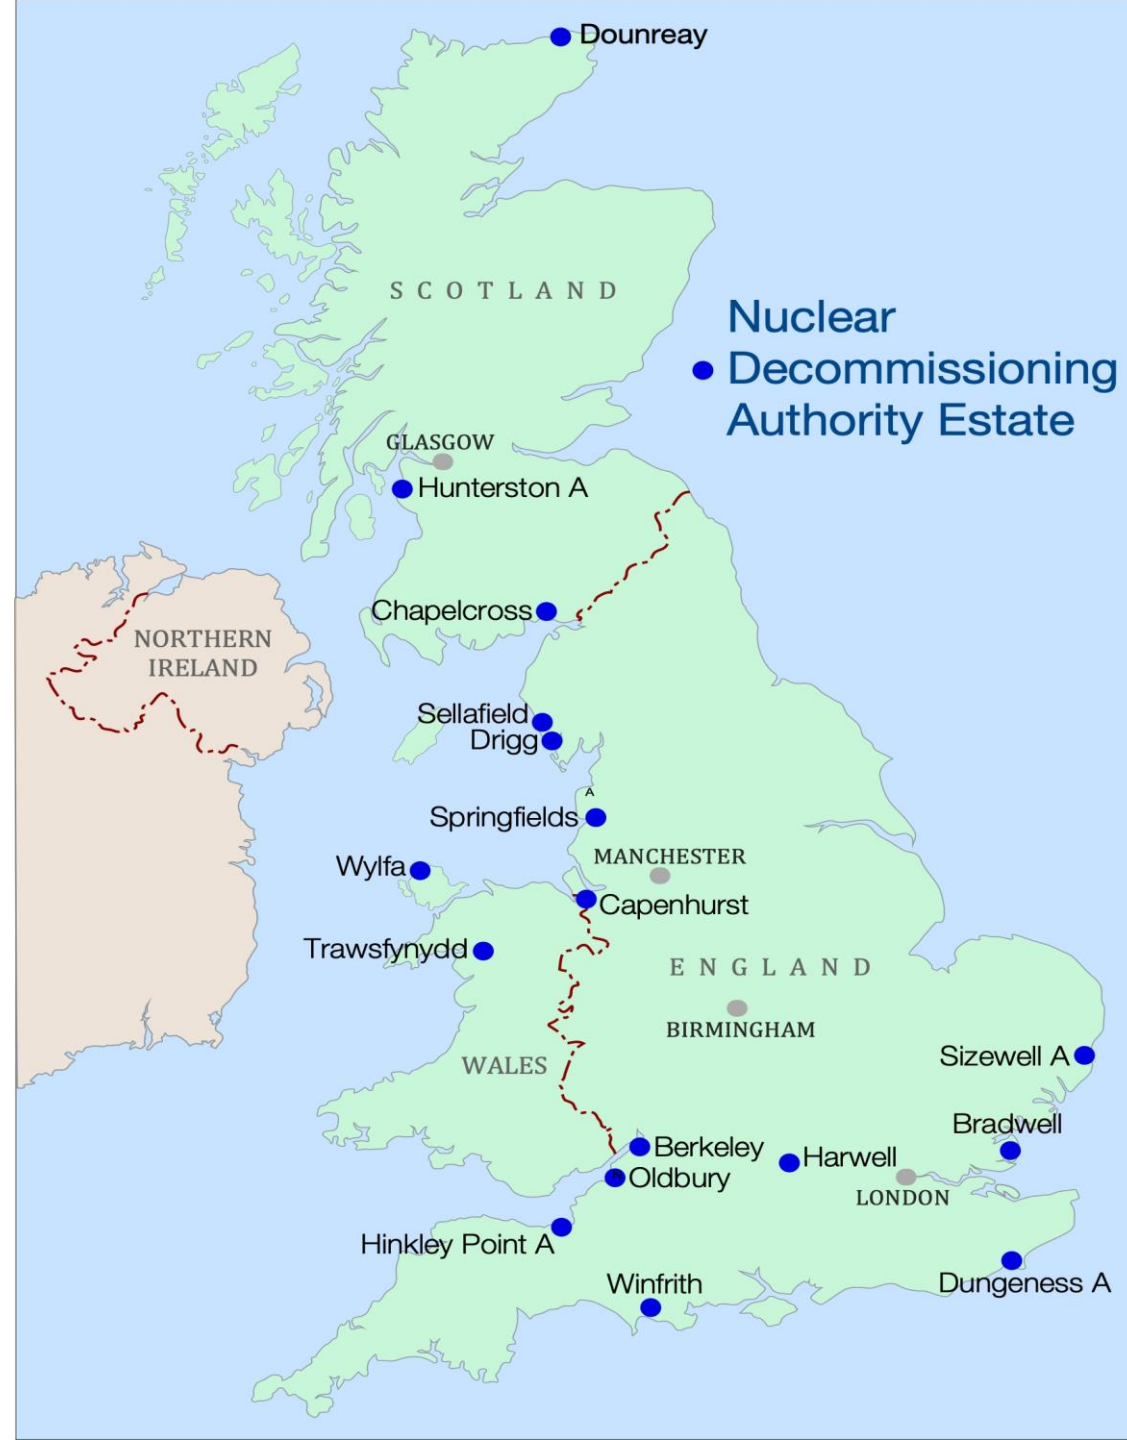 Dounreay
SCOTLAND
Nuclear
Decommissioning
Authority Estate
GLASGOW
Hunterston A
Chapelcross
NORTHERN
IRELAND
Sellafield
Drigg
A
Springfields
MANCHESTER
Wylfa
Capenhurst
Trawsfynydd
ENGLAND
BIRMINGHAM
Sizewell A
WALES
Bradwell
Berkeley
Harwell
Oldbury
LONDON
Hinkley Point A
Winfrith
Dungeness A